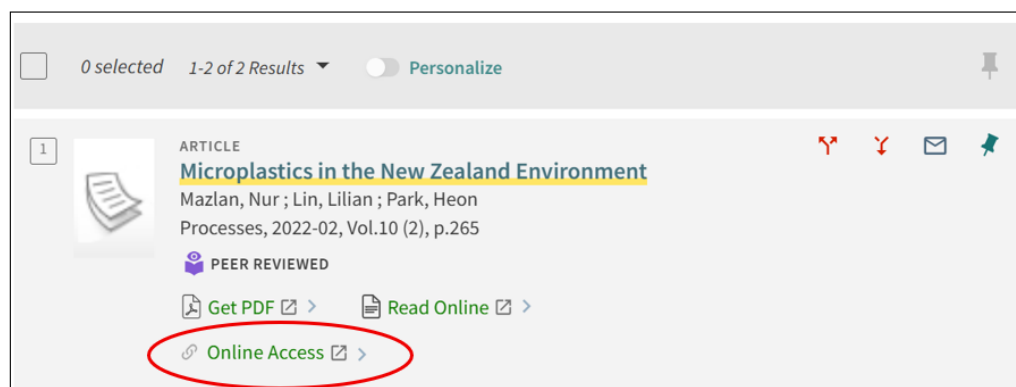 0 selected 1-2 of 2 Results Personalize
1
ARTICLE
Microplastics in the New Zealand Environment
Mazlan, Nur ; Lin, Lilian ; Park, Heon
Processes, 2022-02, Vol.10 (2), p.265
PEER REVIEWED
Get PDF Read Online
Online Access